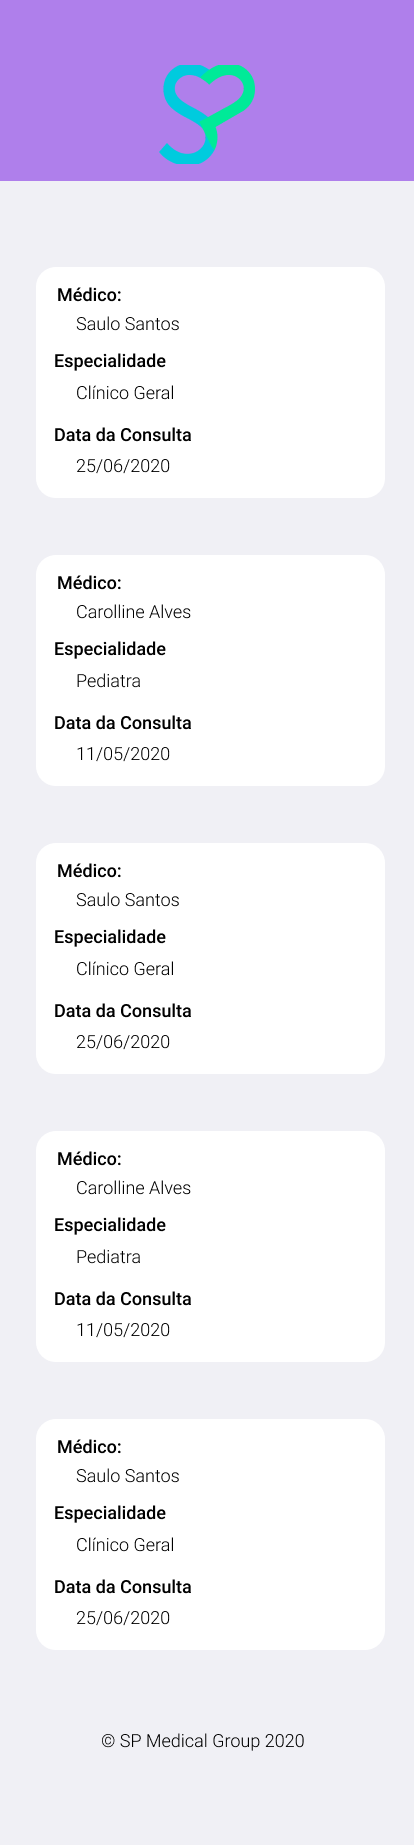 SP
Médico:
Saulo Santos
Especialidade
Clínico Geral
Data da Consulta
25/06/2020
Médico:
Carolline Alves
Especialidade
Pediatra
Data da Consulta
11/05/2020
Médico:
Saulo Santos
Especialidade
Clínico Geral
Data da Consulta
25/06/2020
Médico:
Carolline Alves
Especialidade
Pediatra
Data da Consulta
11/05/2020
Médico:
Saulo Santos
Especialidade
Clínico Geral
Data da Consulta
25/06/2020
© SP Medical Group 2020